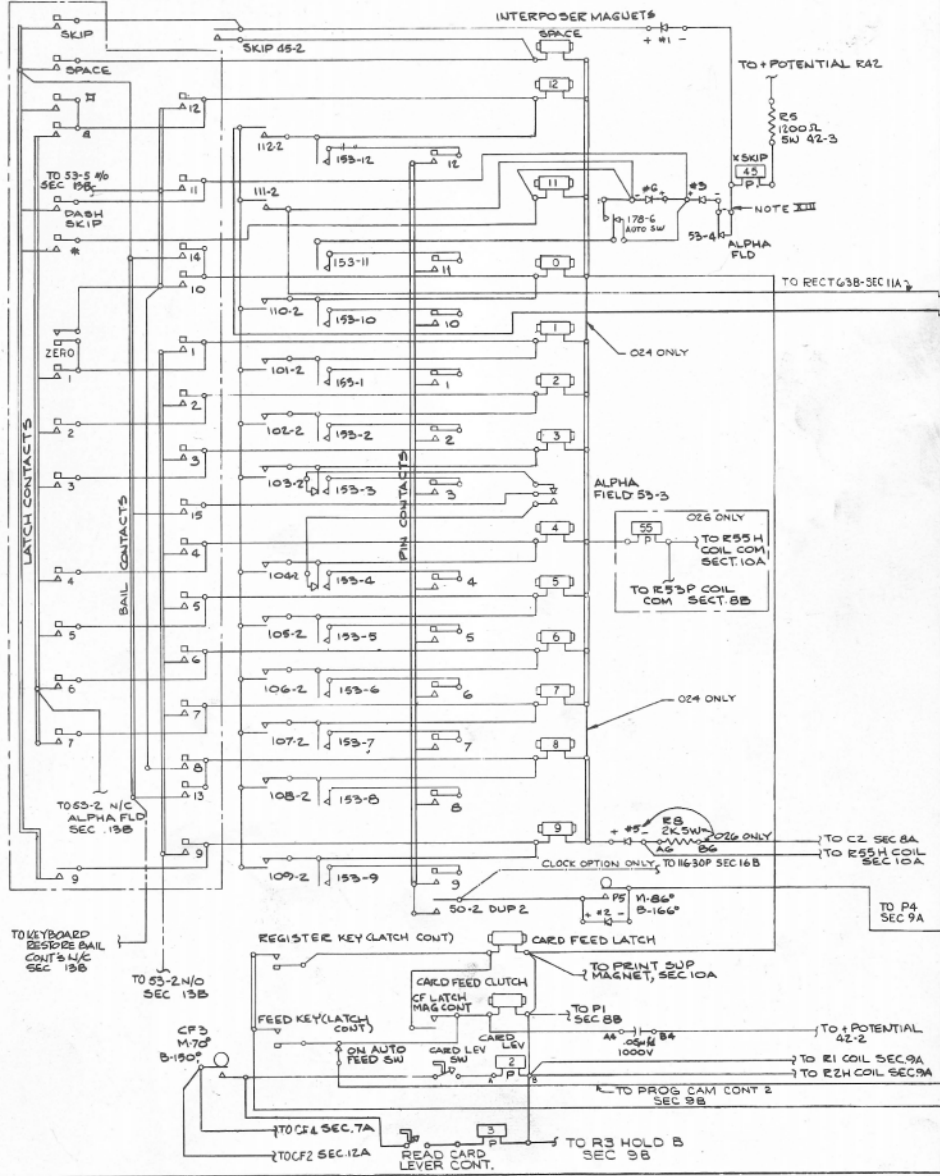 INTERPOSER MAGNETS
SKIP
SKIP 45-2
SPACE
+ #1 -
SPACE
TO + POTENTIAL R42
12
12
R5
1200Ω
5W 42-3
112-2
153-12
12
X SKIP
45
P
TO 53-5 N/O
SEC 13B
11
111-2
11
- #6 +
+ #3 -
NOTE XIII
DASH
SKIP
178-6
AUTO SW
53-4
ALPHA
FLD
*
14
153-11
11
0
10
TO RECT 63B-SEC 11A
110-2
153-10
10
1
ZERO
1
024 ONLY
1
101-2
155-1
1
2
2
2
102-2
153-2
2
3
3
3
103-2
153-3
3
ALPHA
FIELD 53-3
LATCH CONTACTS
BAIL CONTACTS
PIN CONTACTS
15
4
026 ONLY
55
P
TO R55H
COIL COM
SECT. 10A
4
4
104-2
153-4
4
TO R53P COIL
COM SECT. 8B
5
5
5
105-2
153-5
5
6
6
6
106-2
153-6
6
7
024 ONLY
7
7
107-2
153-7
7
8
8
13
108-2
153-8
8
TO 53-2 N/C
ALPHA FLD
SEC. 13B
9
+ #5 -
R8
2K 5W
A6 B6
026 ONLY
TO C2 SEC 8A
TO R55H COIL
SEC 10A
9
9
109-2
153-9
9
CLOCK OPTION ONLY, TO 11630P SEC 16B
50-2 DUP 2
P5
M-86°
B-166°
+ #2 -
TO P4
SEC 9A
TO KEYBOARD
RESTORE BAIL
CONT'S N/C
SEC 13B
TO 53-2 N/O
SEC 13B
REGISTER KEY (LATCH CONT)
CARD FEED LATCH
TO PRINT SUP
MAGNET, SEC 10A
CARD FEED CLUTCH
CF LATCH
MAG CONT
TO P1
SEC 8B
FEED KEY (LATCH
CONT)
A4 B4
.05µfd
1000V
TO + POTENTIAL
42-2
CF3
M-70°
B-150°
ON AUTO
FEED SW
CARD LEV
SW
CARD
LEV
2
P
A B
TO R1 COIL SEC 9A
TO R2H COIL SEC 9A
TO PROG CAM CONT 2
SEC 9B
TO CF4 SEC. 7A
TO CF2 SEC. 12A
READ CARD
LEVER CONT.
3
P
TO R3 HOLD B
SEC 9B